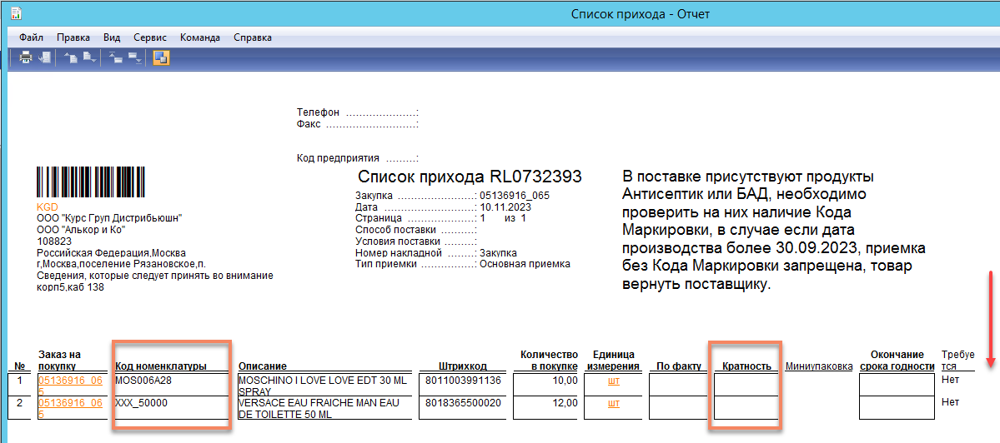 Список прихода - Отчет
Файл Правка Вид Сервис Команда Справка
Телефон .....................:
Факс ...........................:
Код предприятия .........:
Список прихода RL0732393
Закупка .......................: 05136916_065
Дата ............................: 10.11.2023
Страница .....................: 1 из 1
Способ поставки ...........:
Условия поставки ..........:
Номер накладной ........: Закупка
Тип приемки ................: Основная приемка
KGD
ООО "Курс Груп Дистрибьюшн"
ООО "Алькор и Ко"
108823
Российская Федерация,Москва
г,Москва,поселение Рязановское,п.
Сведения, которые следует принять во внимание
корп5,каб 138
В поставке присутствуют продукты
Антисептик или БАД, необходимо
проверить на них наличие Кода
Маркировки, в случае если дата
производства более 30.09.2023, приемка
без Кода Маркировки запрещена, товар
вернуть поставщику.
№ Заказ на покупку Код номенклатуры Описание Штрихкод Количество в покупке Единица измерения По факту Кратность Миниупаковка Окончание срока годности Требуе тся
1 05136916_06 MOS006A28 MOSCHINO I LOVE LOVE EDT 30 ML 8011003991136 10,00 шт Нет
5 SPRAY
2 05136916_06 XXX_50000 VERSACE EAU FRAICHE MAN EAU 8018365500020 12,00 шт Нет
5 DE TOILETTE 50 ML